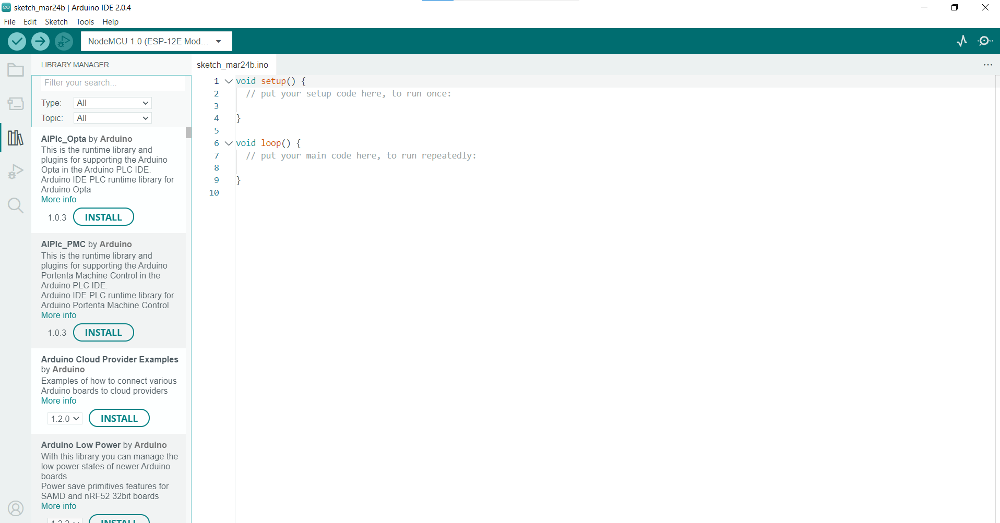 sketch_mar24b | Arduino IDE 2.0.4
File Edit Sketch Tools Help
NodeMCU 1.0 (ESP-12E Mod...
LIBRARY MANAGER
Filter your search...
Type: All
Topic: All
AIPlc_Opta by Arduino
This is the runtime library and
plugins for supporting the Arduino
Opta in the Arduino PLC IDE.
Arduino IDE PLC runtime library for
Arduino Opta
More info
1.0.3 INSTALL
AIPlc_PMC by Arduino
This is the runtime library and
plugins for supporting the Arduino
Portenta Machine Control in the
Arduino PLC IDE.
Arduino IDE PLC runtime library for
Arduino Portenta Machine Control
More info
1.0.3 INSTALL
Arduino Cloud Provider Examples
by Arduino
Examples of how to connect various
Arduino boards to cloud providers
More info
1.2.0 INSTALL
Arduino Low Power by Arduino
With this library you can manage the
low power states of newer Arduino
boards
Power save primitives features for
SAMD and nRF52 32bit boards
More info
INSTALL
sketch_mar24b.ino
1 void setup() {
2 // put your setup code here, to run once:
3
4 }
5
6 void loop() {
7 // put your main code here, to run repeatedly:
8
9 }
10